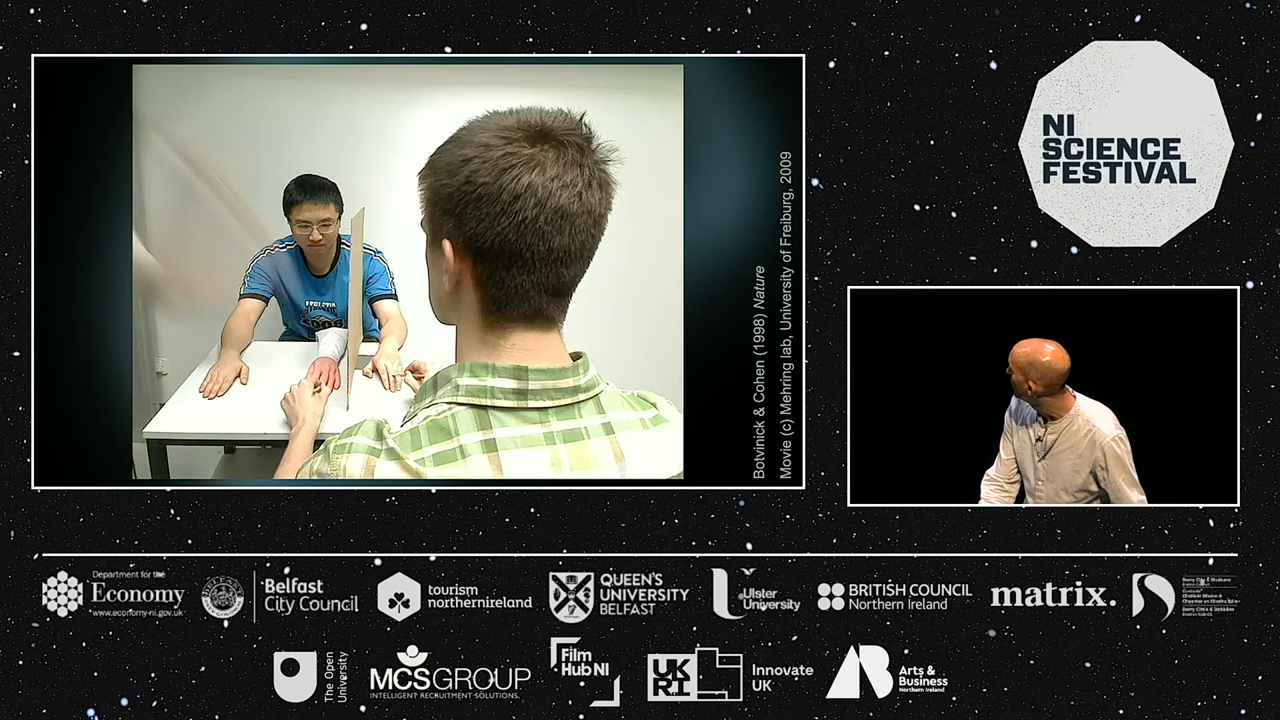 NI
SCIENCE
FESTIVAL
Botvinick & Cohen (1998) Nature
Movie (c) Mehring lab, University of Freiburg, 2009
Department for the
Economy
www.economy-ni.gov.uk
Belfast
City Council
tourism
northernireland
QUEEN'S
UNIVERSITY
BELFAST
Ulster
University
BRITISH COUNCIL
Northern Ireland
matrix.
The Open
University
MCSGROUP
INTELLIGENT RECRUITMENT SOLUTIONS.
Film
Hub NI
UK
RI
Innovate
UK
AB
Arts &
Business
Northern Ireland